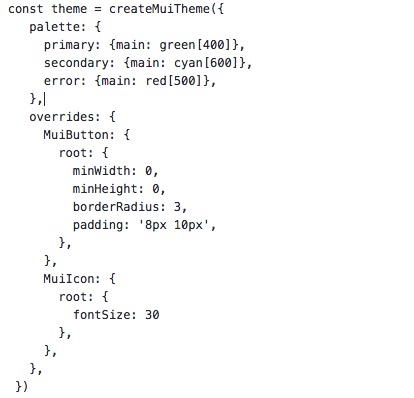 const theme = createMuiTheme({
   palette: {
     primary: {main: green[400]},
     secondary: {main: cyan[600]},
     error: {main: red[500]},
   },
   overrides: {
     MuiButton: {
       root: {
         minWidth: 0,
         minHeight: 0,
         borderRadius: 3,
         padding: '8px 10px',
       },
     },
     MuiIcon: {
       root: {
         fontSize: 30
       },
     },
   },
 })